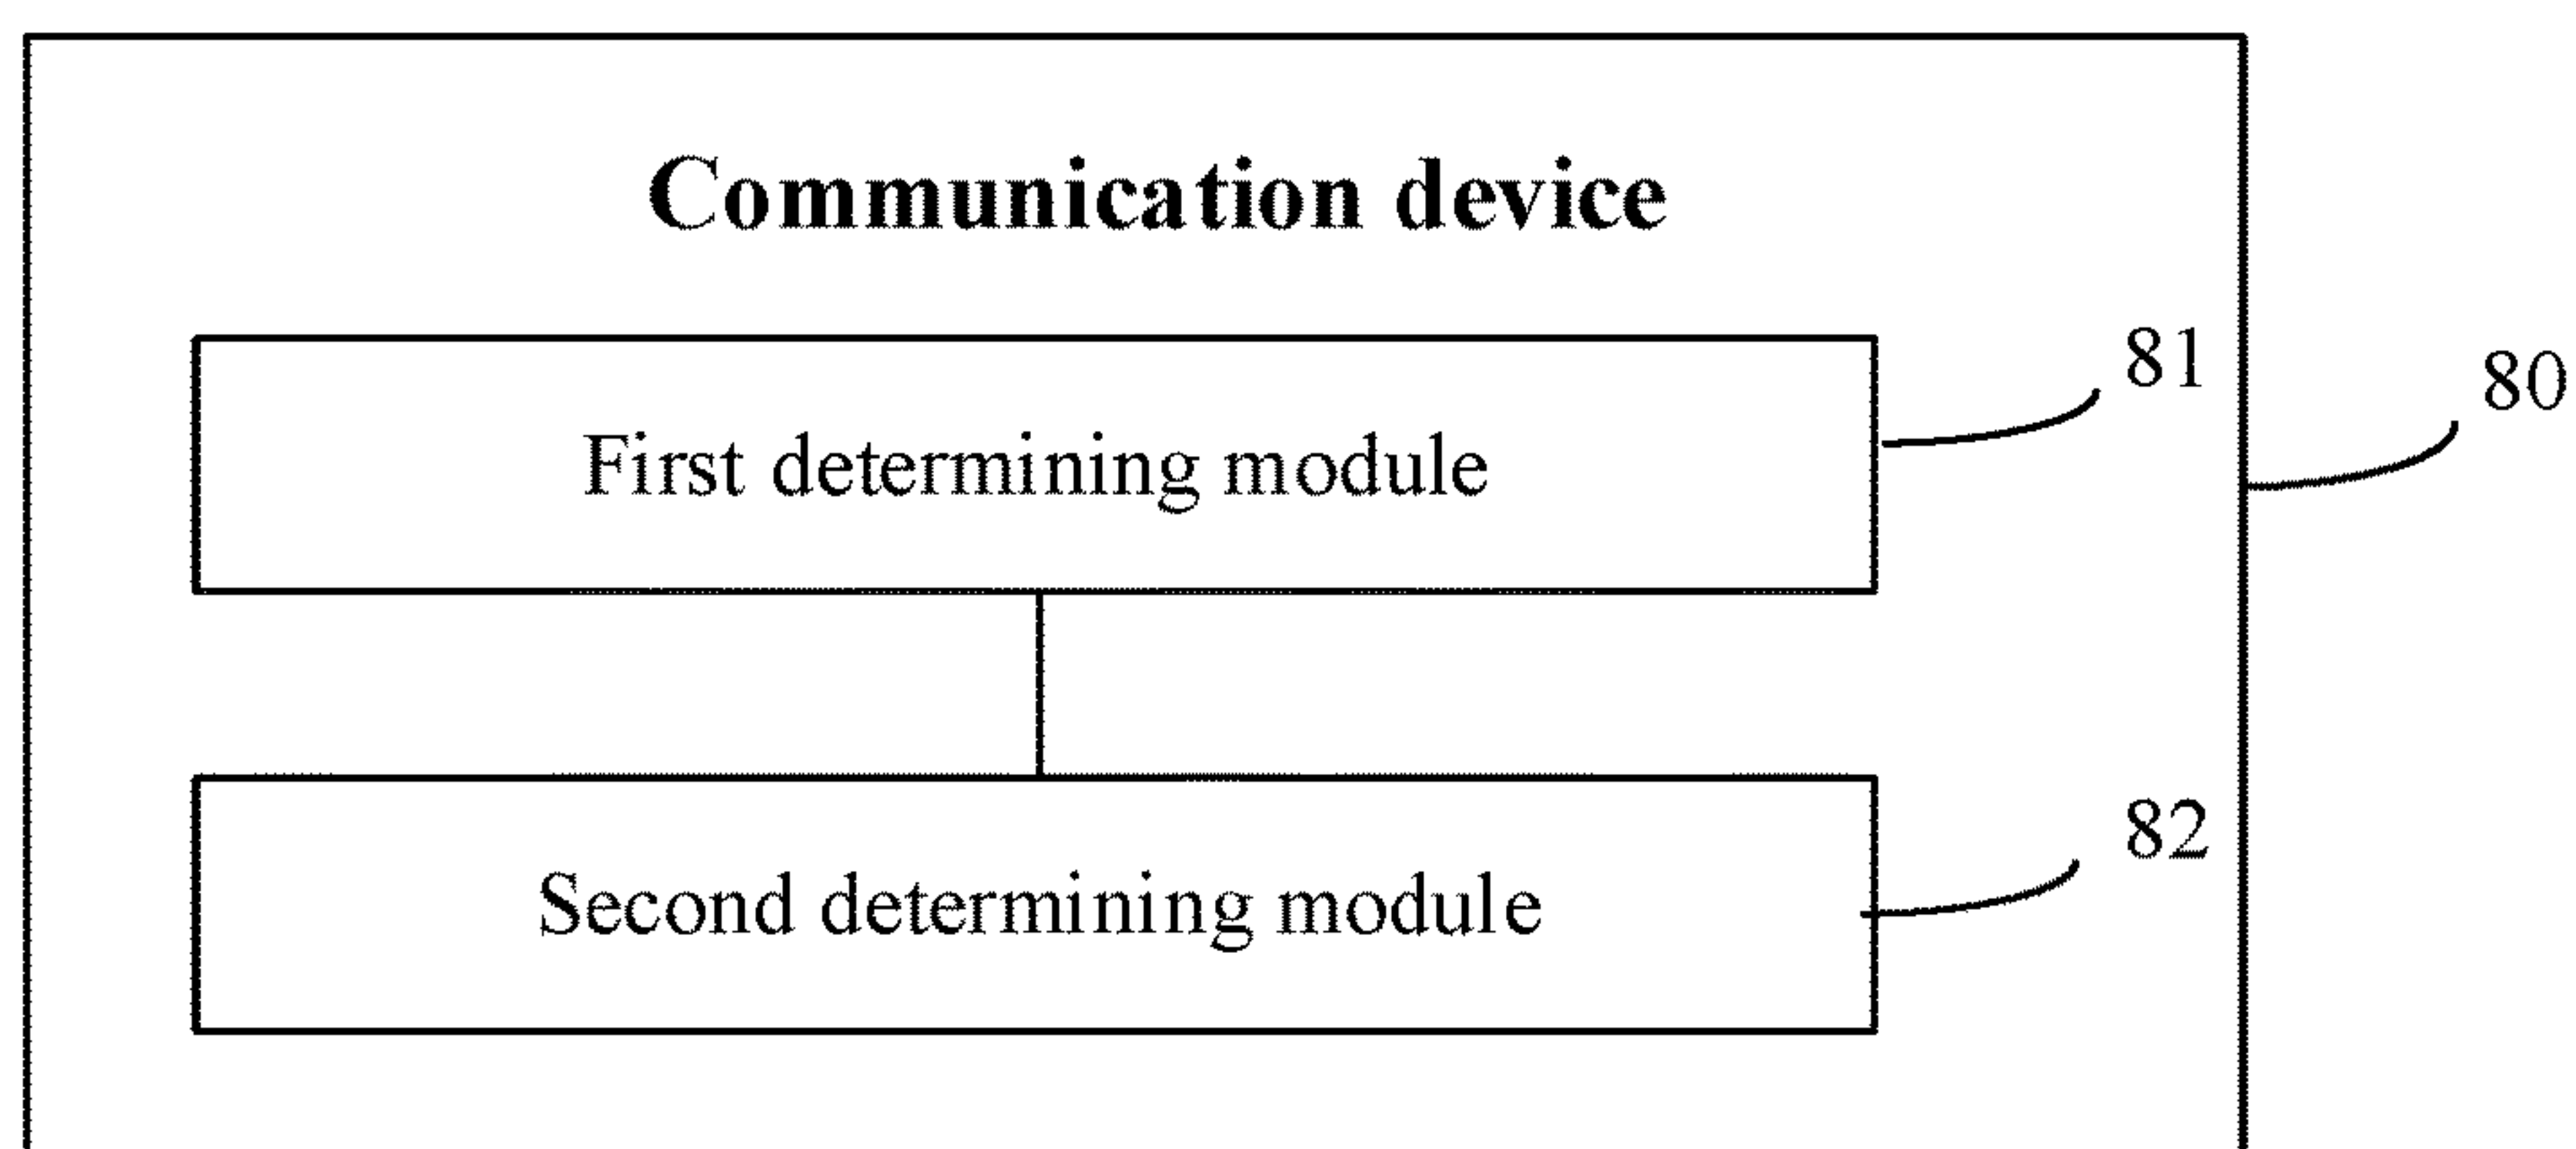 Communication device
81
80
First determining module
82
Second determining module